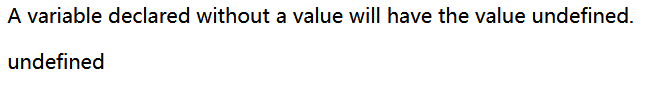 A variable declared without a value will have the value undefined.
undefined